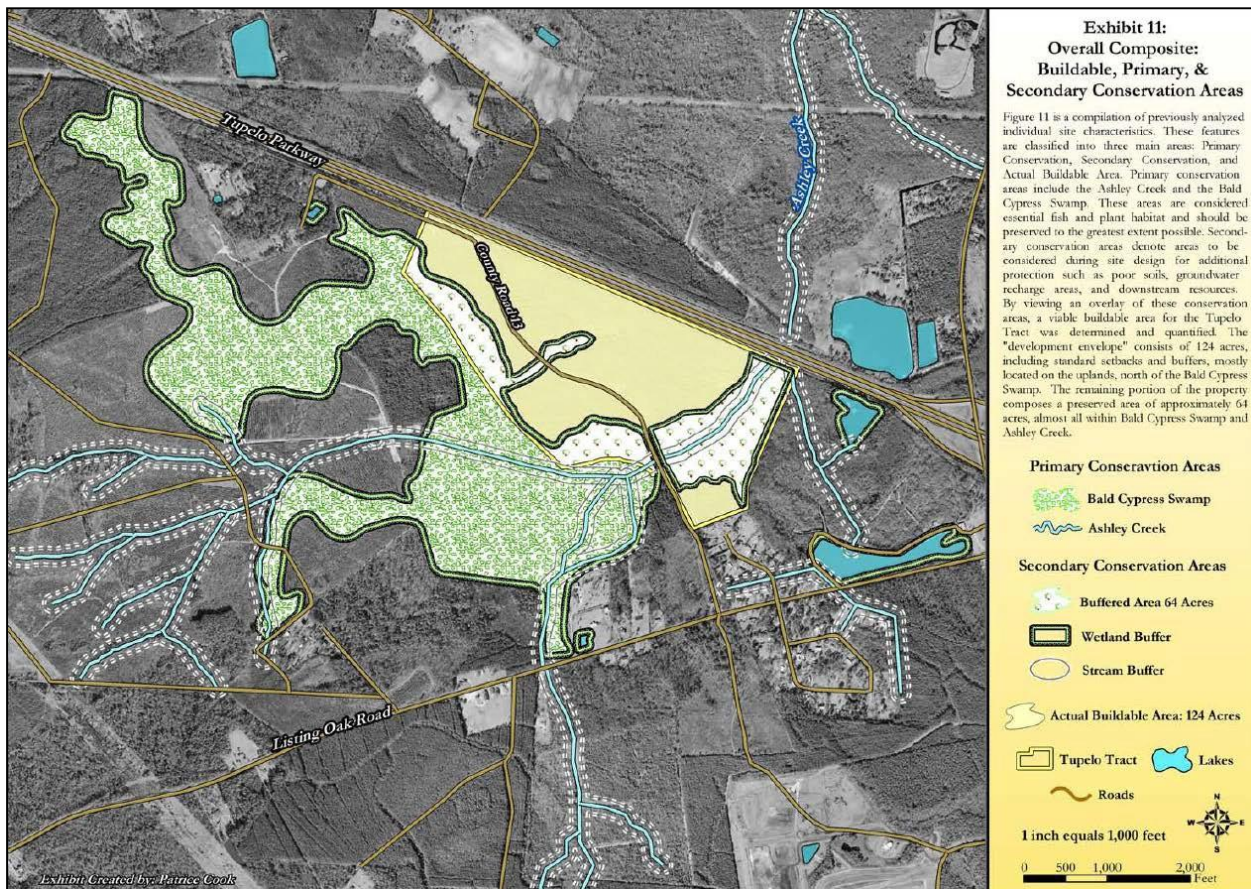 Exhibit 11:
Overall Composite:
Buildable, Primary, &
Secondary Conservation Areas
Figure 11 is a compilation of previously analyzed
individual site characteristics. These features
are classified into three main areas: Primary
Conservation, Secondary Conservation, and
Actual Buildable Area. Primary conservation
areas include the Ashley Creek and the Bald
Cypress Swamp. These areas are considered
essential fish and plant habitat and should be
preserved to the greatest extent possible. Second-
ary conservation areas denote areas to be
considered during site design for additional
protection such as poor soils, groundwater
recharge areas, and downstream resources.
By viewing an overlay of these conservation
areas, a viable buildable area for the Tupelo
Tract was determined and quantified. The
"development envelope" consists of 124 acres,
including standard setbacks and buffers, mostly
located on the uplands, north of the Bald Cypress
Swamp. The remaining portion of the property
composes a preserved area of approximately 64
acres, almost all within Bald Cypress Swamp and
Ashley Creek.
Primary Conseravtion Areas
Bald Cypress Swamp
Ashley Creek
Secondary Conservation Areas
Buffered Area 64 Acres
Wetland Buffer
Stream Buffer
Actual Buildable Area: 124 Acres
Tupelo Tract
Lakes
Roads
N
W E
S
1 inch equals 1,000 feet
0 500 1,000 2,000
Feet
Tupelo Parkway
Ashley Creek
County Road 43
Listing Oak Road
Exhibit Created by: Patrice Cook